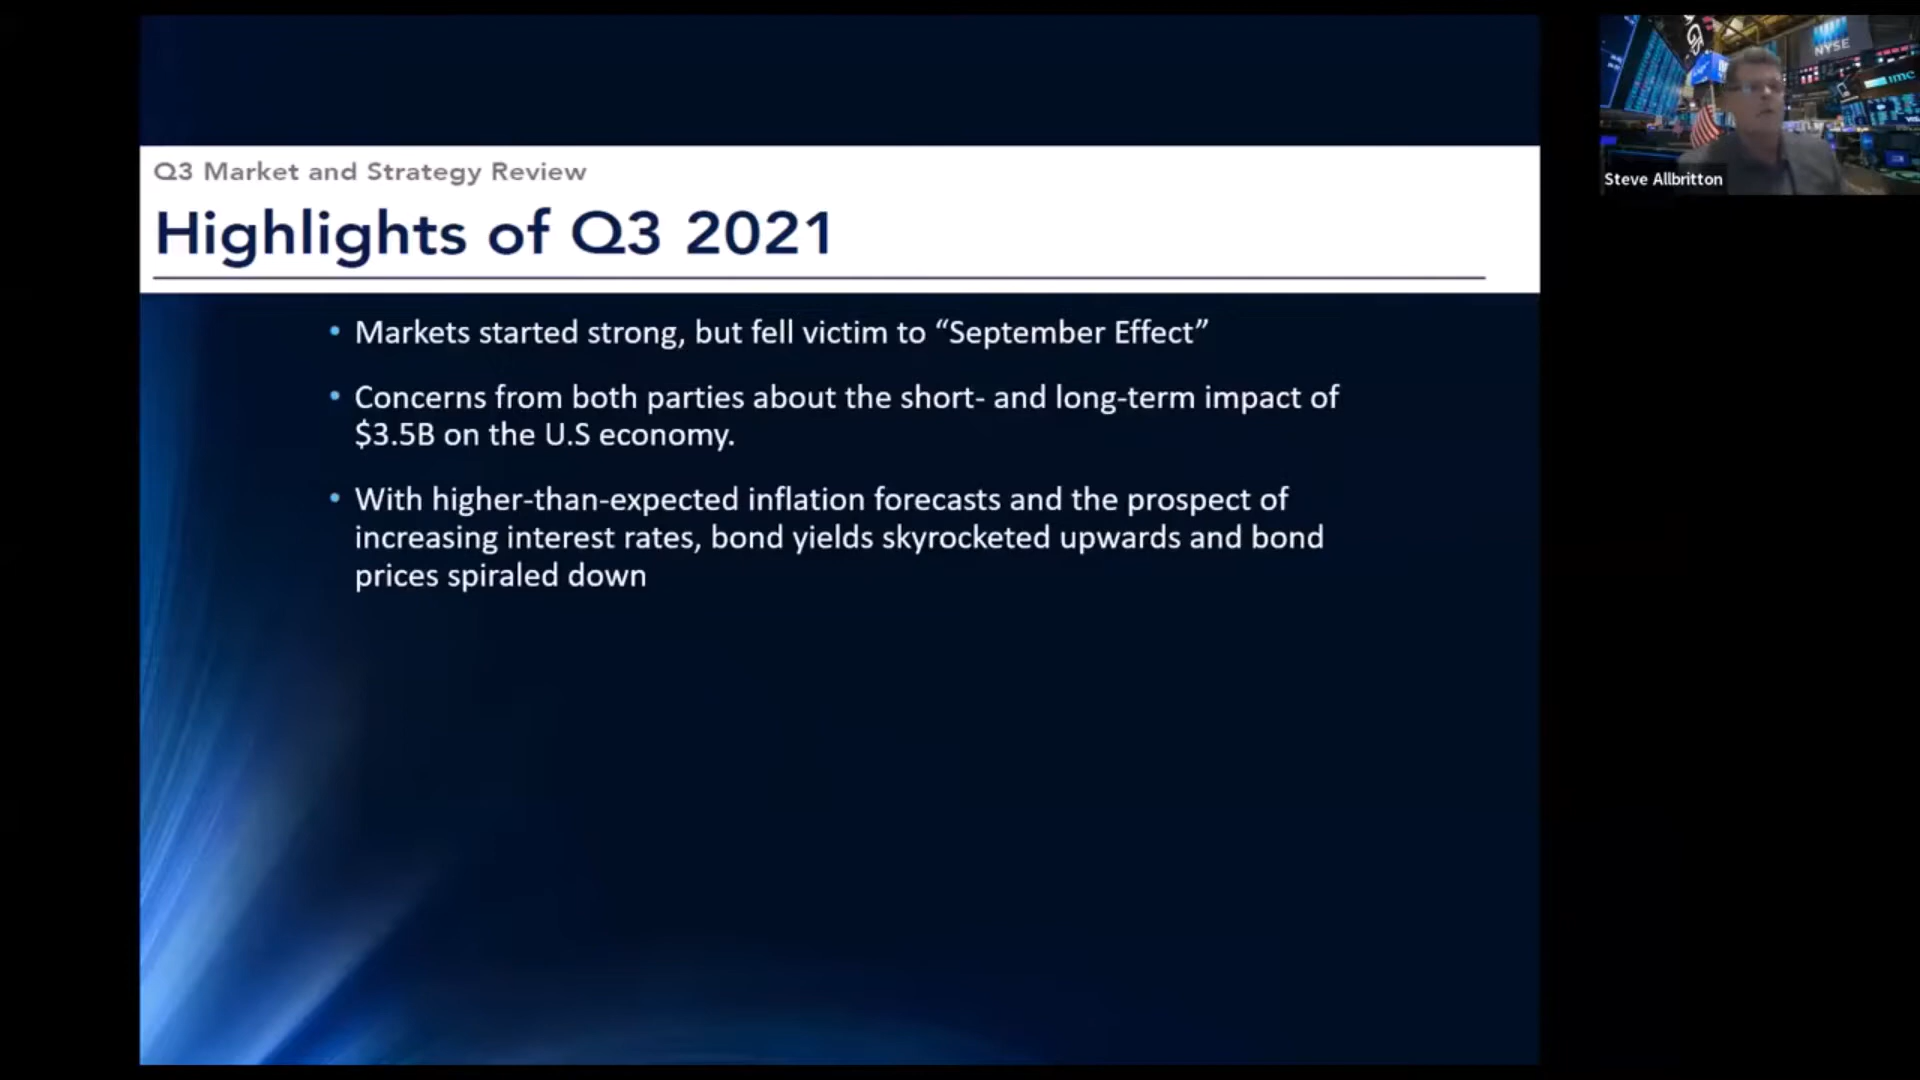 Q3 Market and Strategy Review
Highlights of Q3 2021
• Markets started strong, but fell victim to “September Effect”
• Concerns from both parties about the short- and long-term impact of
$3.5B on the U.S economy.
• With higher-than-expected inflation forecasts and the prospect of
increasing interest rates, bond yields skyrocketed upwards and bond
prices spiraled down
NYSE
imc
Steve Allbritton